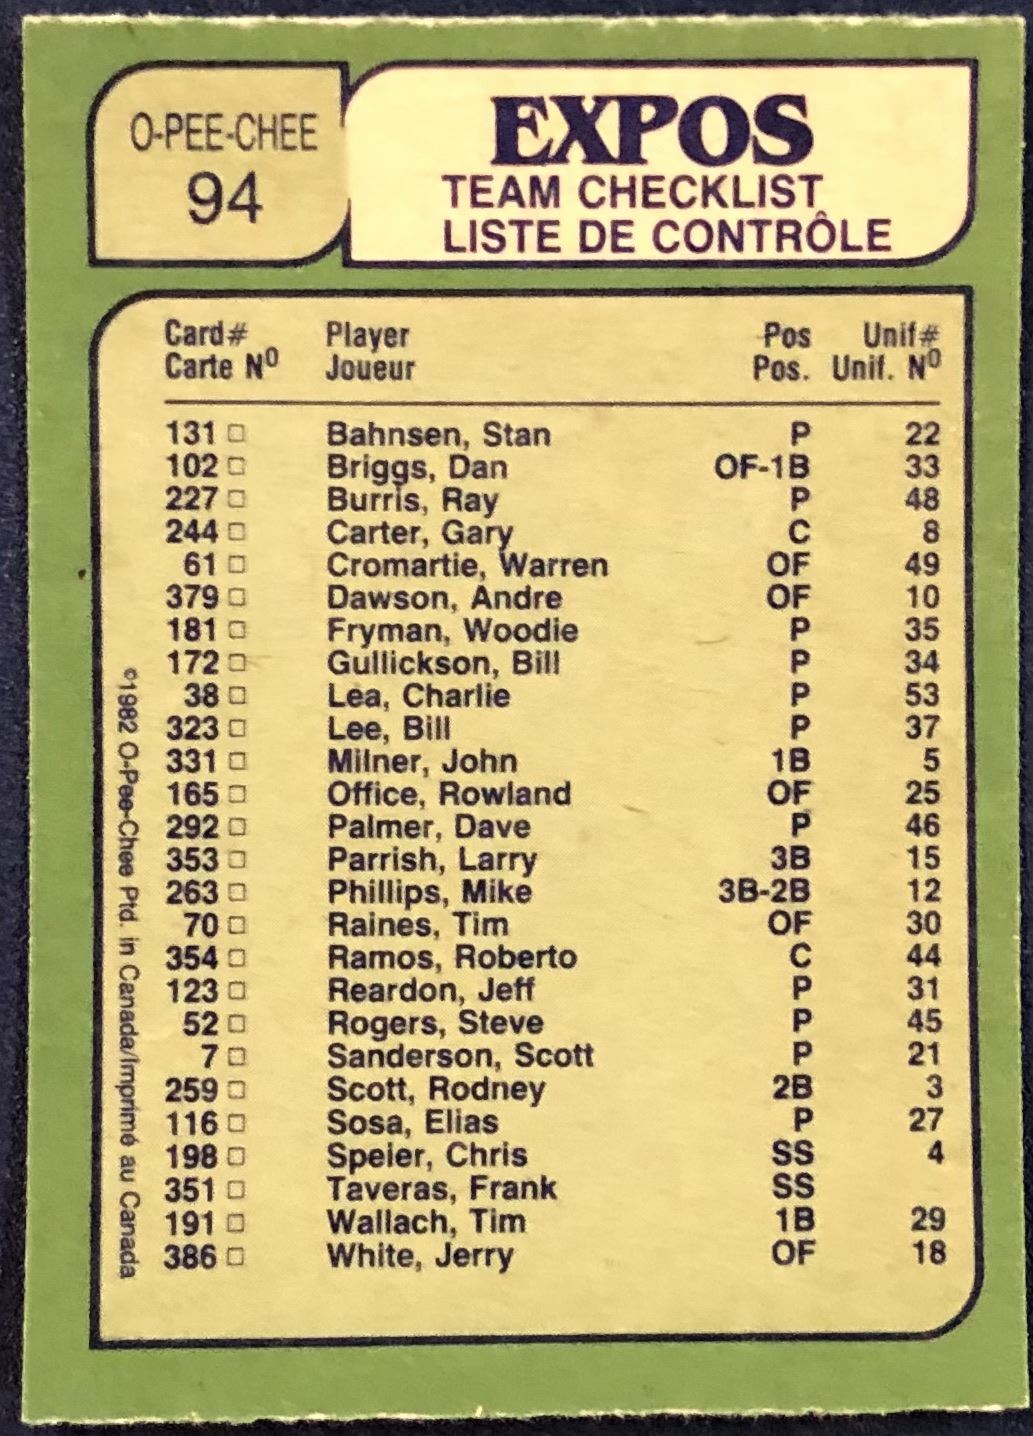 O-PEE-CHEE
94
EXPOS
TEAM CHECKLIST
LISTE DE CONTRÔLE
Card# Player Pos Unif#
Carte Nº Joueur Pos. Unif. Nº
131 □ Bahnsen, Stan P 22
102 □ Briggs, Dan OF-1B 33
227 □ Burris, Ray P 48
244 □ Carter, Gary C 8
61 □ Cromartie, Warren OF 49
379 □ Dawson, Andre OF 10
181 □ Fryman, Woodie P 35
172 □ Gullickson, Bill P 34
38 □ Lea, Charlie P 53
323 □ Lee, Bill P 37
331 □ Milner, John 1B 5
165 □ Office, Rowland OF 25
292 □ Palmer, Dave P 46
353 □ Parrish, Larry 3B 15
263 □ Phillips, Mike 3B-2B 12
70 □ Raines, Tim OF 30
354 □ Ramos, Roberto C 44
123 □ Reardon, Jeff P 31
52 □ Rogers, Steve P 45
7 □ Sanderson, Scott P 21
259 □ Scott, Rodney 2B 3
116 □ Sosa, Elias P 27
198 □ Speier, Chris SS 4
351 □ Taveras, Frank SS
191 □ Wallach, Tim 1B 29
386 □ White, Jerry OF 18
©1982 O-Pee-Chee Ptd. in Canada/Imprimé au Canada